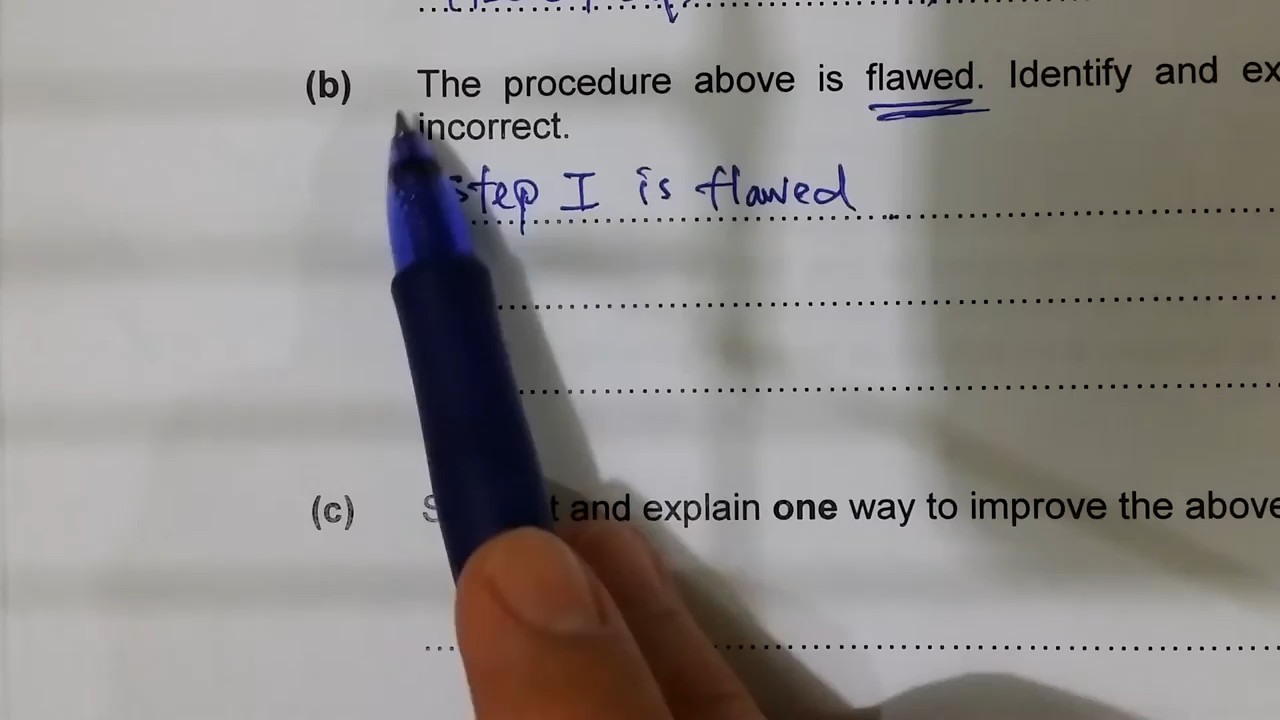 (b) The procedure above is flawed. Identify and ex
incorrect.
step I is flawed
(c) and explain one way to improve the above